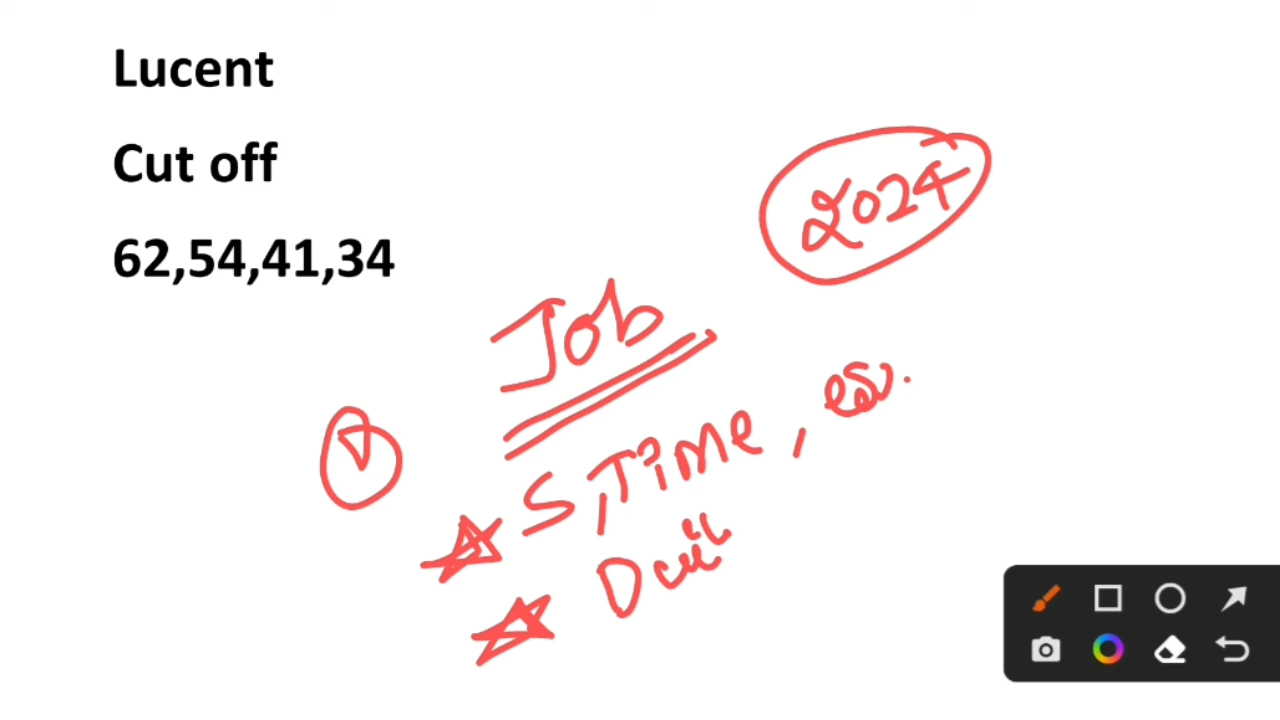 Lucent
Cut off
62,54,41,34
2024
Job
S, Time,